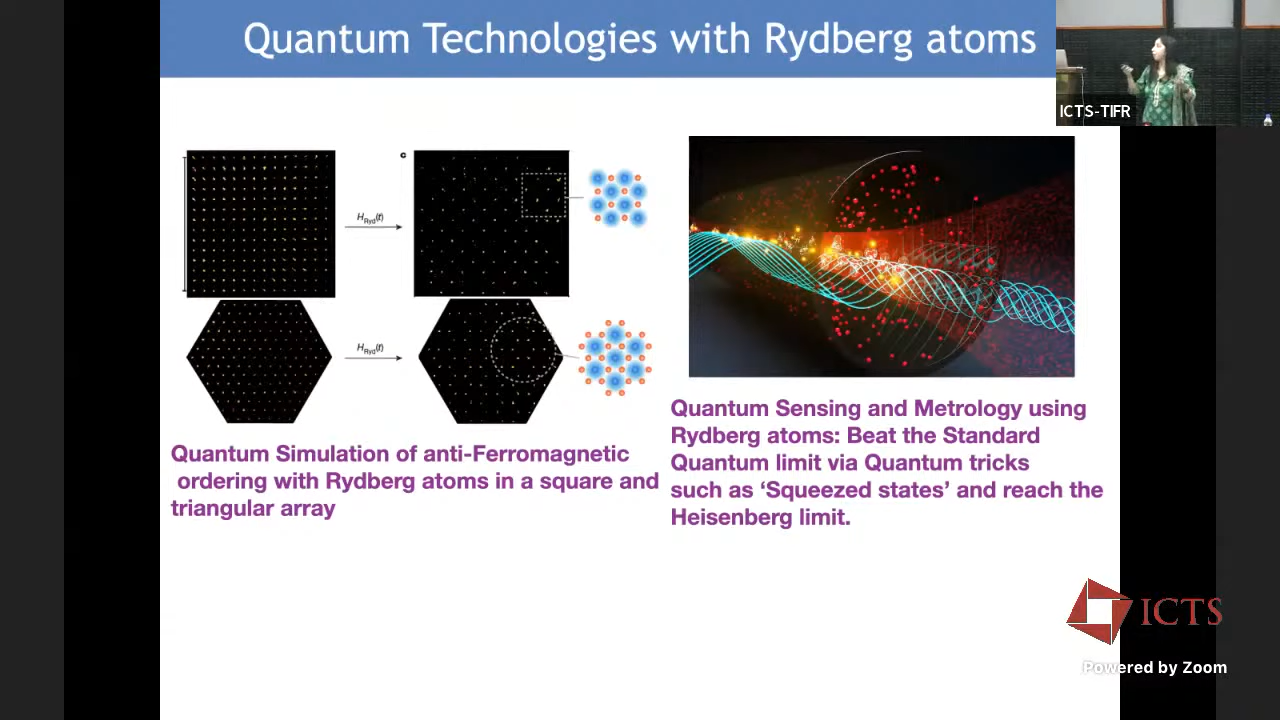 Quantum Technologies with Rydberg atoms
ICTS-TIFR
c
H_Ryd(t)
H_Ryd(t)
Quantum Simulation of anti-Ferromagnetic
ordering with Rydberg atoms in a square and
triangular array
Quantum Sensing and Metrology using
Rydberg atoms: Beat the Standard
Quantum limit via Quantum tricks
such as ‘Squeezed states’ and reach the
Heisenberg limit.
ICTS
Powered by Zoom